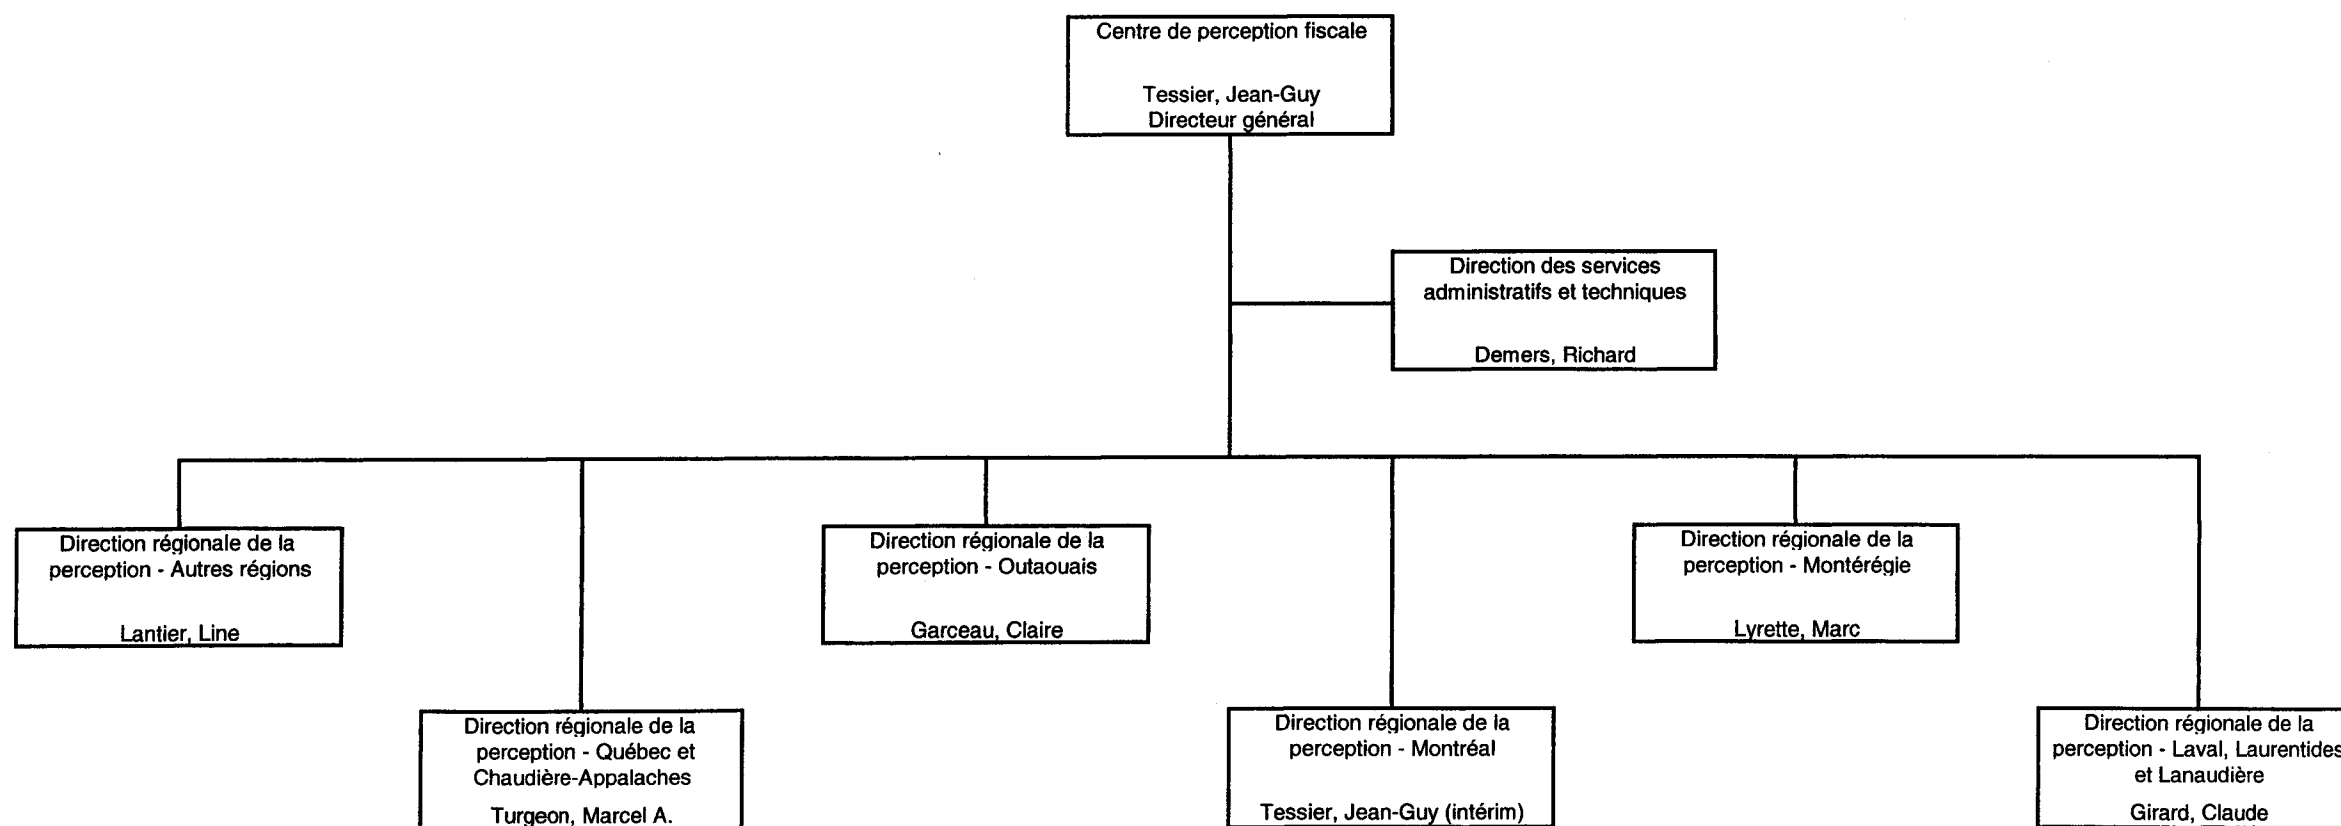 Centre de perception fiscale
Tessier, Jean-Guy
Directeur général
Direction des services
administratifs et techniques
Demers, Richard
Direction régionale de la
perception - Autres régions
Lantier, Line
Direction régionale de la
perception - Outaouais
Garceau, Claire
Direction régionale de la
perception - Montérégie
Lyrette, Marc
Direction régionale de la
perception - Québec et
Chaudière-Appalaches
Turgeon, Marcel A.
Direction régionale de la
perception - Montréal
Tessier, Jean-Guy (intérim)
Direction régionale de la
perception - Laval, Laurentides
et Lanaudière
Girard, Claude